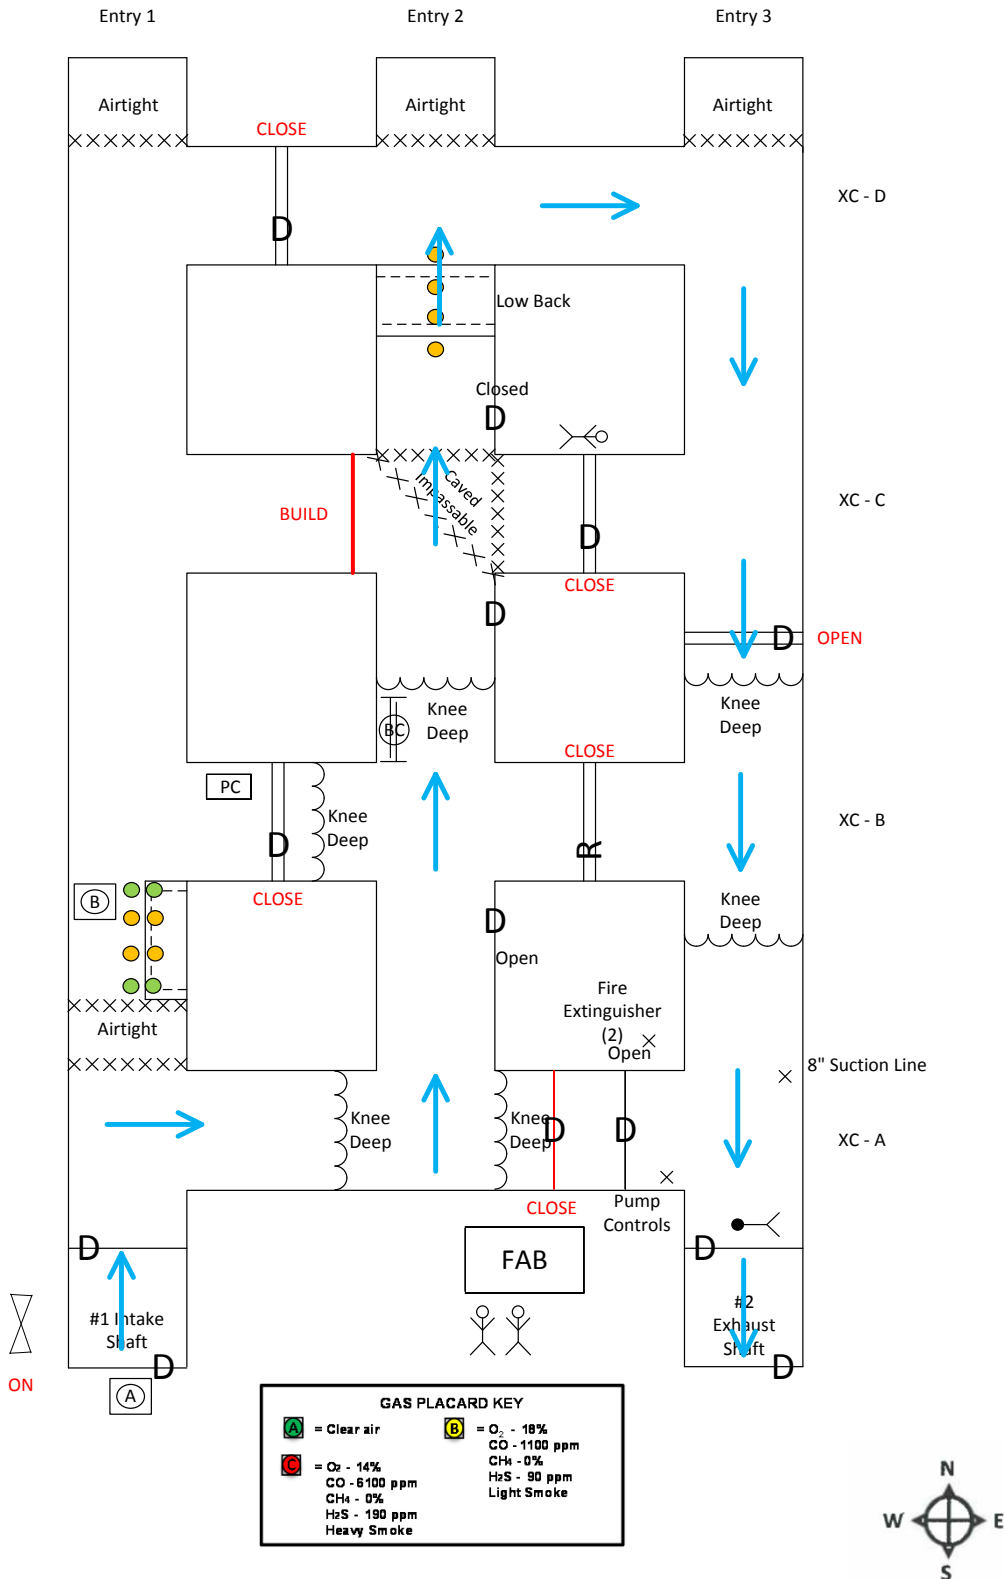 Entry 1
Entry 2
Entry 3
Airtight
Airtight
Airtight
CLOSE
D
XC - D
Low Back
Closed
D
Caved
Impassable
BUILD
D
XC - C
CLOSE
D
D
OPEN
Knee
Deep
BC
Knee
Deep
CLOSE
PC
Knee
Deep
D
R
XC - B
CLOSE
B
Knee
Deep
D
Open
Fire
Extinguisher
(2)
Open
Airtight
8" Suction Line
Knee
Deep
Knee
Deep
D
D
XC - A
CLOSE
Pump
Controls
D
D
FAB
#1 Intake
Shaft
#2
Exhaust
Shaft
D
D
ON
A
GAS PLACARD KEY
A = Clear air
B = O2 - 18%
CO - 1100 ppm
CH4 - 0%
H2S - 90 ppm
Light Smoke
C = O2 - 14%
CO - 6100 ppm
CH4 - 0%
H2S - 190 ppm
Heavy Smoke
N
W E
S